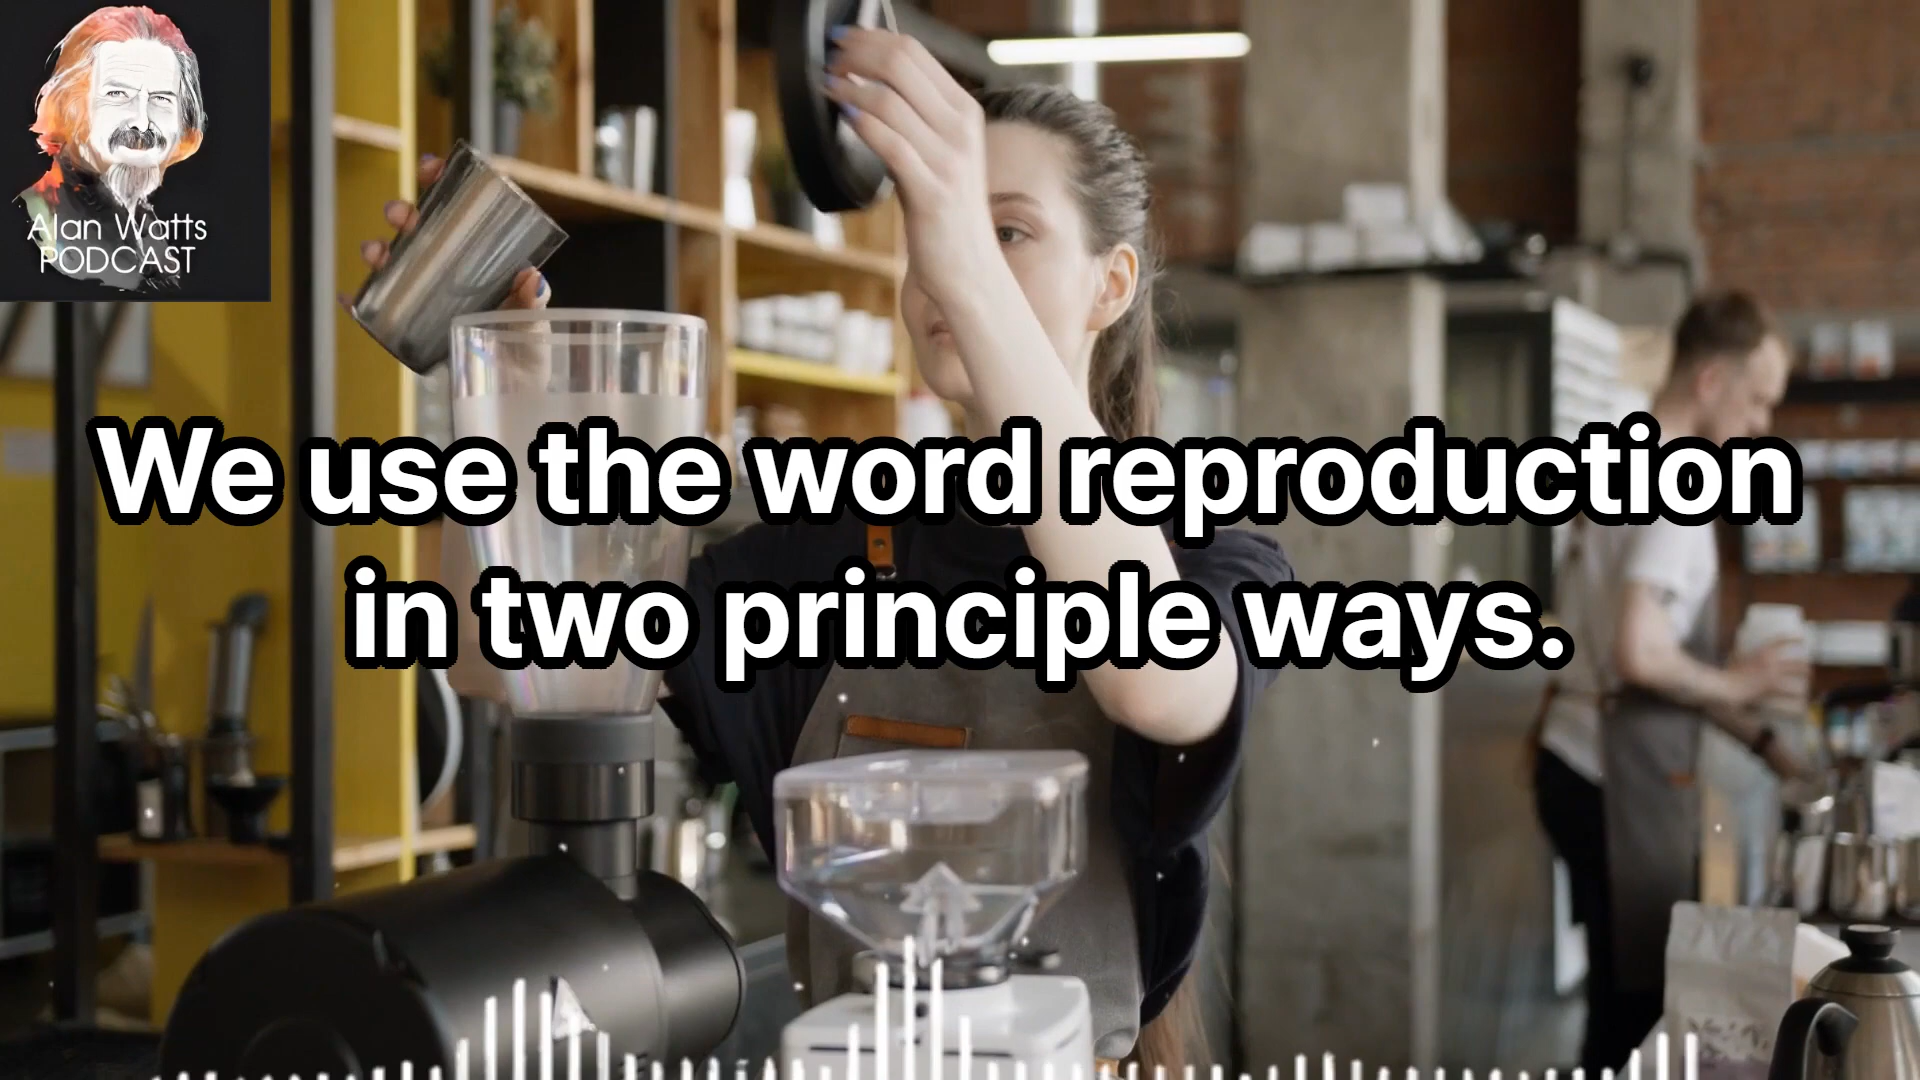 Alan Watts
PODCAST
We use the word reproduction
in two principle ways.